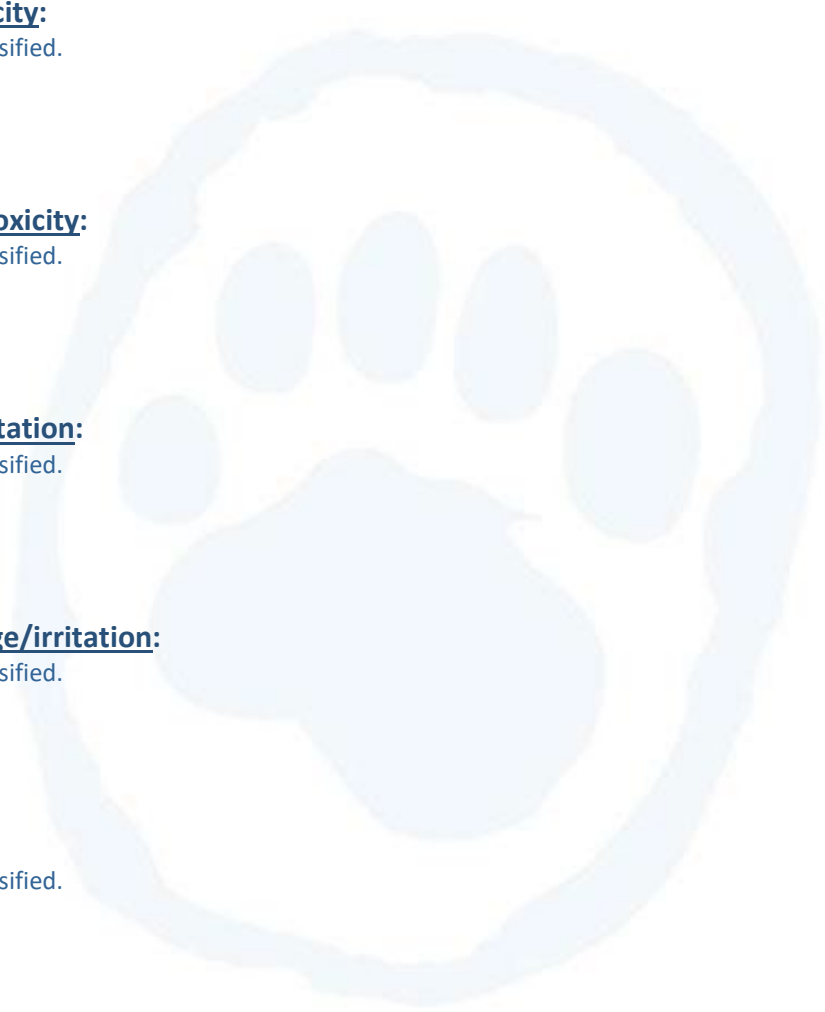 city:
sified.
oxicity:
sified.
tation:
sified.
ge/irritation:
sified.
sified.